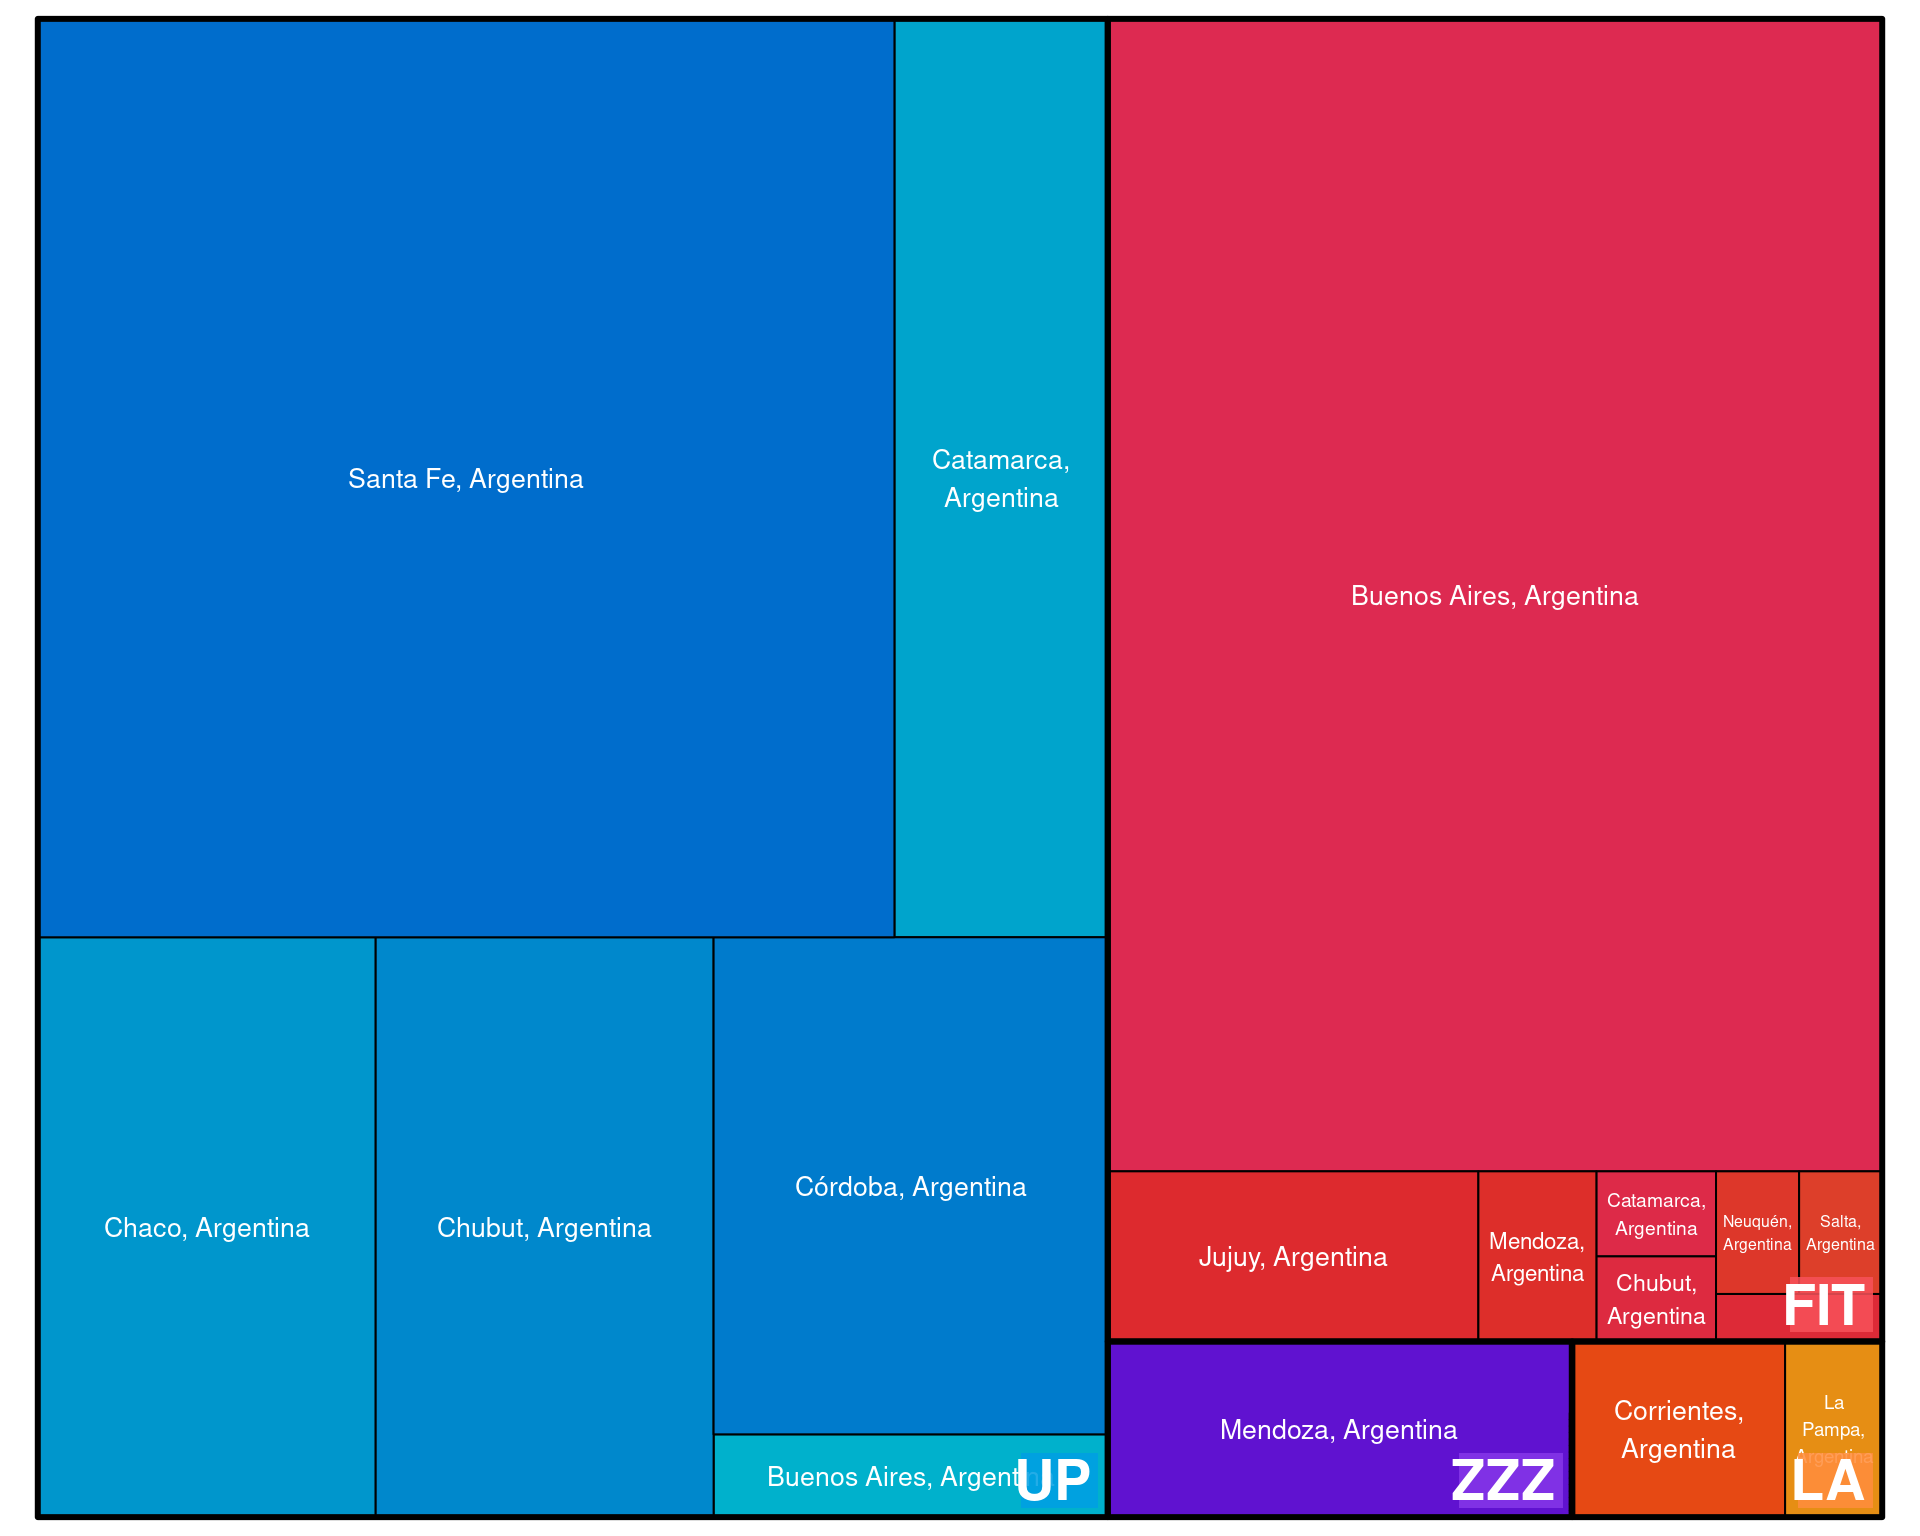 Santa Fe, Argentina
Catamarca,
Argentina
Chaco, Argentina
Chubut, Argentina
Córdoba, Argentina
Buenos Aires, Argentina
UP
Buenos Aires, Argentina
Jujuy, Argentina
Mendoza,
Argentina
Catamarca,
Argentina
Chubut,
Argentina
Neuquén,
Argentina
Salta,
Argentina
FIT
Mendoza, Argentina
ZZZ
Corrientes,
Argentina
La
Pampa,
Argentina
LA